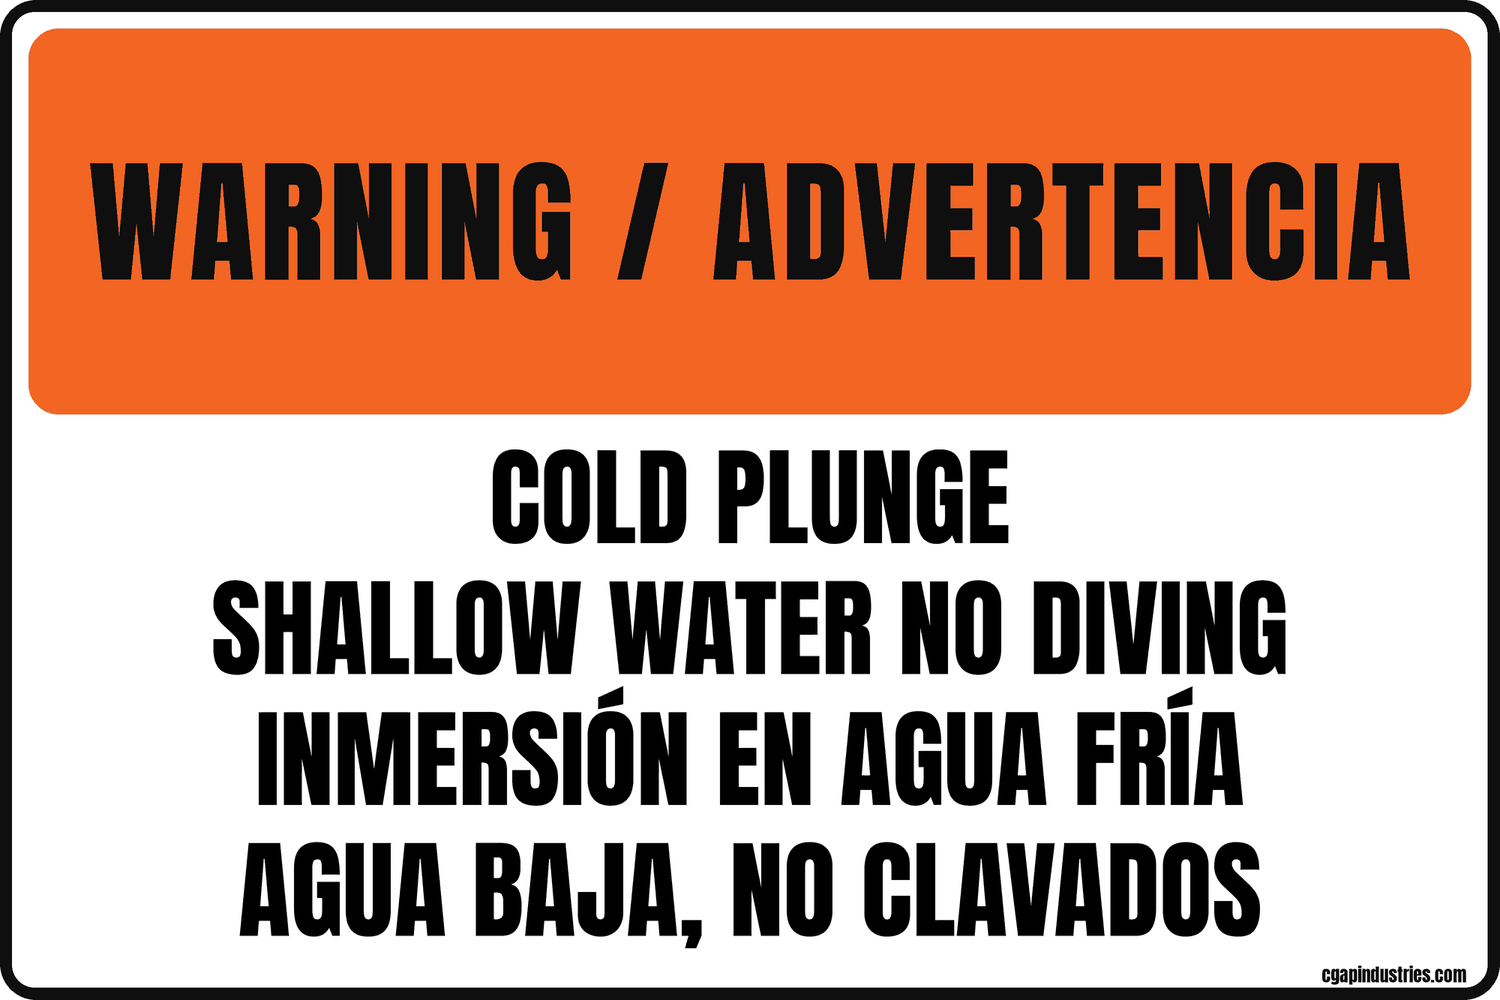 WARNING / ADVERTENCIA
COLD PLUNGE
SHALLOW WATER NO DIVING
INMERSIÓN EN AGUA FRÍA
AGUA BAJA, NO CLAVADOS
cgapindustries.com